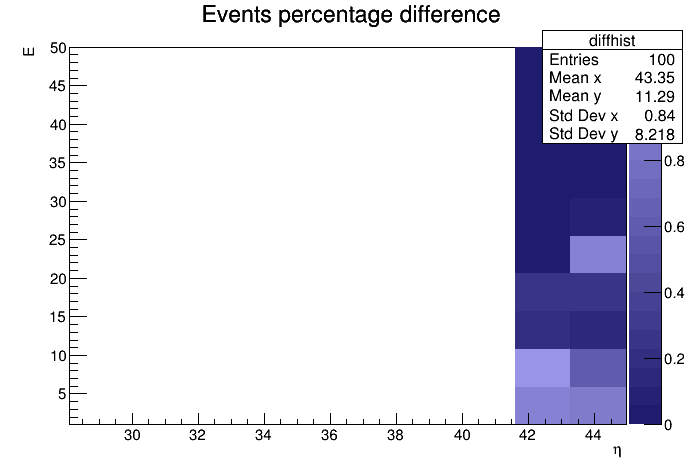 Events percentage difference
diffhist
Entries 100
Mean x 43.35
Mean y 11.29
Std Dev x 0.84
Std Dev y 8.218
E
50
45
40
35
30
25
20
15
10
5
30 32 34 36 38 40 42 44
η
0.8
0.6
0.4
0.2
0